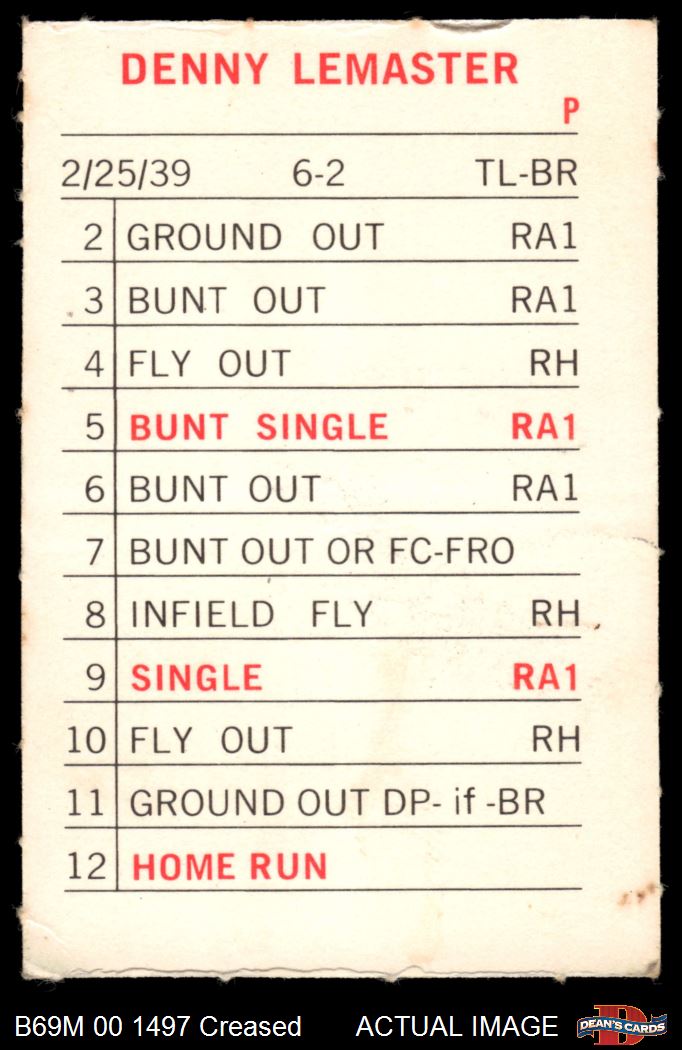 DENNY LEMASTER
P
2/25/39 6-2 TL-BR
2 GROUND OUT RA1
3 BUNT OUT RA1
4 FLY OUT RH
5 BUNT SINGLE RA1
6 BUNT OUT RA1
7 BUNT OUT OR FC-FRO
8 INFIELD FLY RH
9 SINGLE RA1
10 FLY OUT RH
11 GROUND OUT DP- if -BR
12 HOME RUN
B69M 00 1497 Creased ACTUAL IMAGE
D
DEAN'S CARDS